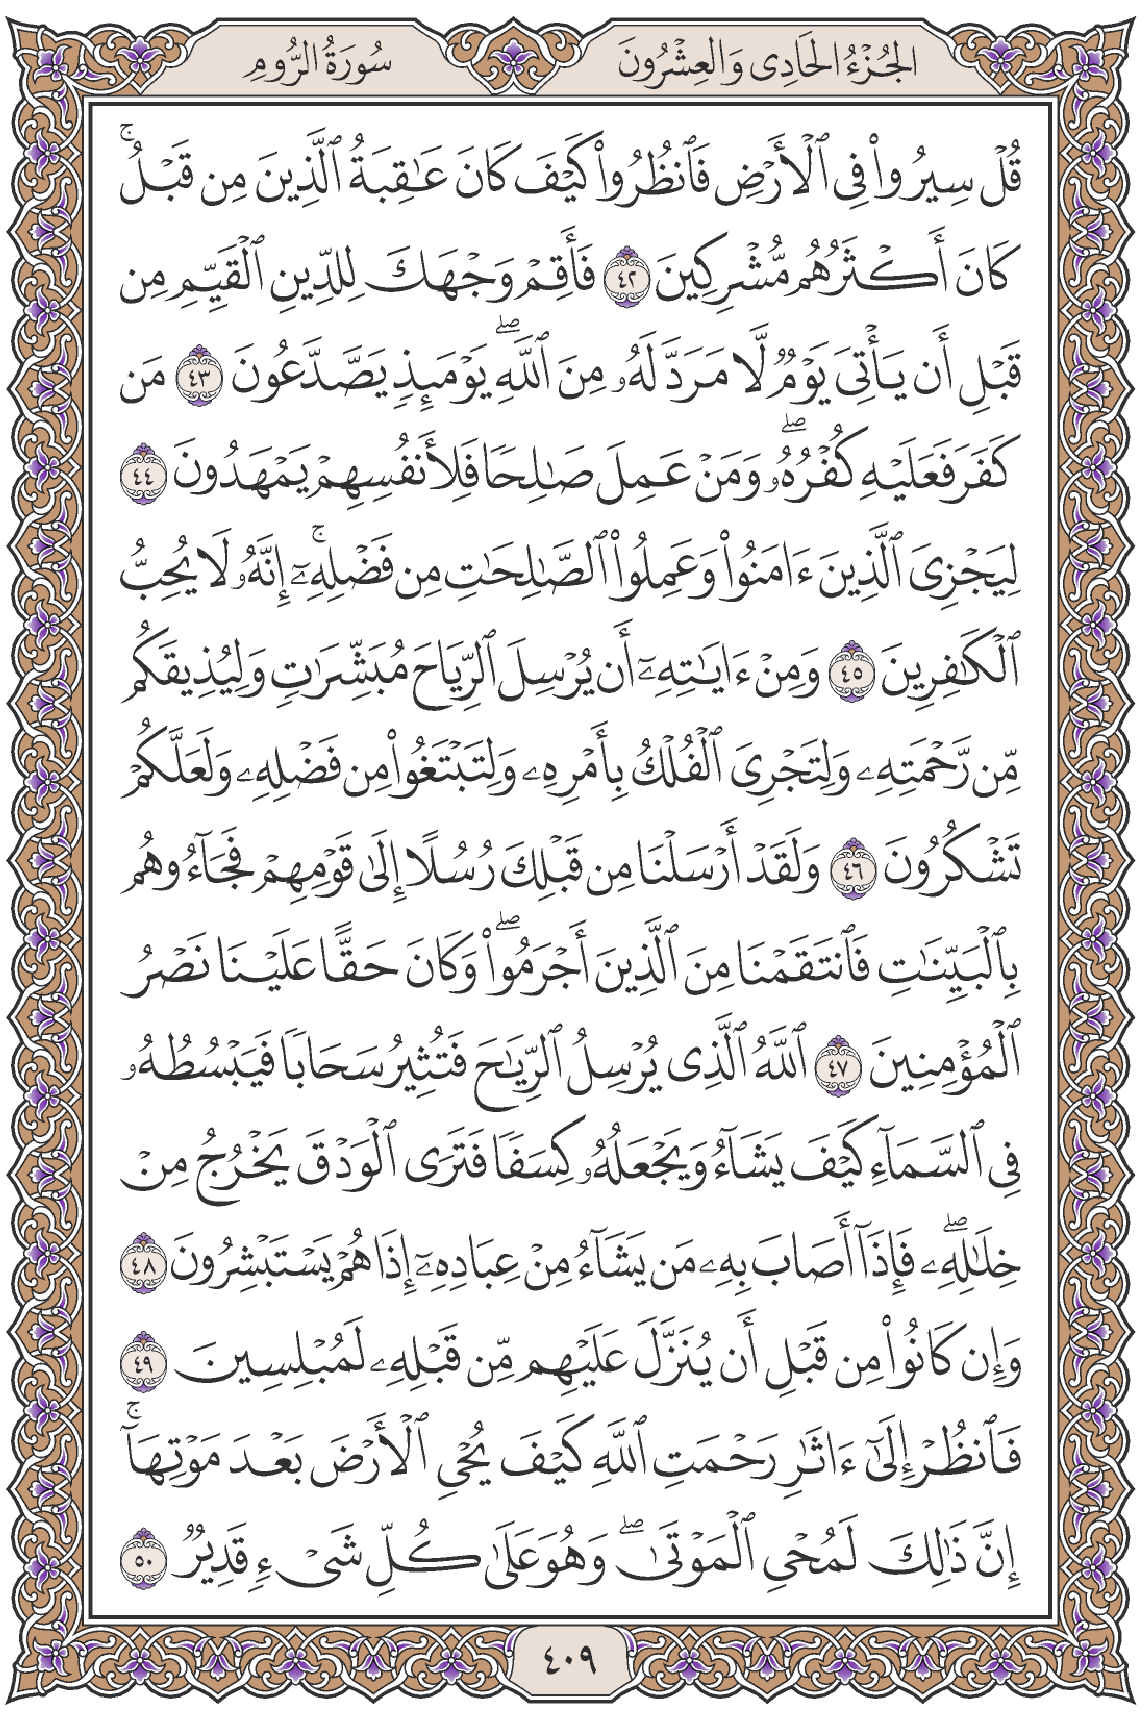 الجُزْءُ الحَادِى وَالعِشْرُونَ
سُورَةُ الرُّومِ
قُلْ سِيرُوا۟ فِى ٱلْأَرْضِ فَٱنظُرُوا۟ كَيْفَ كَانَ عَـٰقِبَةُ ٱلَّذِينَ مِن قَبْلُ ۚ
كَانَ أَكْثَرُهُم مُّشْرِكِينَ ٤٢ فَأَقِمْ وَجْهَكَ لِلدِّينِ ٱلْقَيِّمِ مِن
قَبْلِ أَن يَأْتِىَ يَوْمٌ لَّا مَرَدَّ لَهُۥ مِنَ ٱللَّهِ ۖ يَوْمَئِذٍ يَصَّدَّعُونَ ٤٣ مَن
كَفَرَ فَعَلَيْهِ كُفْرُهُۥ ۖ وَمَنْ عَمِلَ صَـٰلِحًا فَلِأَنفُسِهِمْ يَمْهَدُونَ ٤٤
لِيَجْزِىَ ٱلَّذِينَ ءَامَنُوا۟ وَعَمِلُوا۟ ٱلصَّـٰلِحَـٰتِ مِن فَضْلِهِۦٓ ۚ إِنَّهُۥ لَا يُحِبُّ
ٱلْكَـٰفِرِينَ ٤٥ وَمِنْ ءَايَـٰتِهِۦٓ أَن يُرْسِلَ ٱلرِّيَاحَ مُبَشِّرَٰتٍ وَلِيُذِيقَكُم
مِّن رَّحْمَتِهِۦ وَلِتَجْرِىَ ٱلْفُلْكُ بِأَمْرِهِۦ وَلِتَبْتَغُوا۟ مِن فَضْلِهِۦ وَلَعَلَّكُمْ
تَشْكُرُونَ ٤٦ وَلَقَدْ أَرْسَلْنَا مِن قَبْلِكَ رُسُلًا إِلَىٰ قَوْمِهِمْ فَجَآءُوهُم
بِٱلْبَيِّنَـٰتِ فَٱنتَقَمْنَا مِنَ ٱلَّذِينَ أَجْرَمُوا۟ ۖ وَكَانَ حَقًّا عَلَيْنَا نَصْرُ
ٱلْمُؤْمِنِينَ ٤٧ ٱللَّهُ ٱلَّذِى يُرْسِلُ ٱلرِّيَـٰحَ فَتُثِيرُ سَحَابًا فَيَبْسُطُهُۥ
فِى ٱلسَّمَآءِ كَيْفَ يَشَآءُ وَيَجْعَلُهُۥ كِسَفًا فَتَرَى ٱلْوَدْقَ يَخْرُجُ مِنْ
خِلَـٰلِهِۦ ۖ فَإِذَآ أَصَابَ بِهِۦ مَن يَشَآءُ مِنْ عِبَادِهِۦٓ إِذَا هُمْ يَسْتَبْشِرُونَ ٤٨
وَإِن كَانُوا۟ مِن قَبْلِ أَن يُنَزَّلَ عَلَيْهِم مِّن قَبْلِهِۦ لَمُبْلِسِينَ ٤٩
فَٱنظُرْ إِلَىٰٓ ءَاثَـٰرِ رَحْمَتِ ٱللَّهِ كَيْفَ يُحْىِ ٱلْأَرْضَ بَعْدَ مَوْتِهَآ ۚ
إِنَّ ذَٰلِكَ لَمُحْىِ ٱلْمَوْتَىٰ ۖ وَهُوَ عَلَىٰ كُلِّ شَىْءٍ قَدِيرٌ ٥٠
٤٠٩